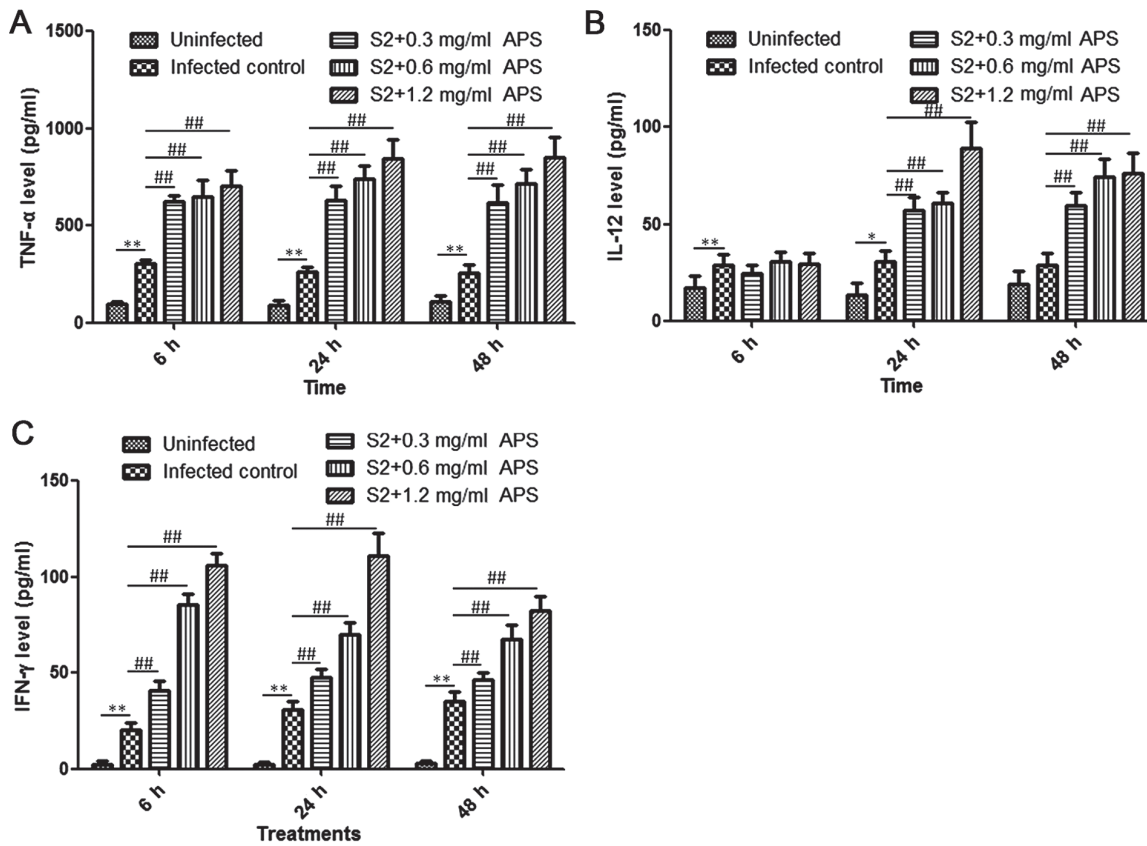 A
TNF-α level (pg/ml)
1500
1000
500
0
Uninfected
Infected control
S2+0.3 mg/ml APS
S2+0.6 mg/ml APS
S2+1.2 mg/ml APS
** ## ## ##
** ## ## ##
** ## ## ##
6 h 24 h 48 h
Time
B
IL-12 level (pg/ml)
150
100
50
0
Uninfected
Infected control
S2+0.3 mg/ml APS
S2+0.6 mg/ml APS
S2+1.2 mg/ml APS
**
* ## ## ##
## ## ##
6 h 24 h 48 h
Time
C
IFN-γ level (pg/ml)
150
100
50
0
Uninfected
Infected control
S2+0.3 mg/ml APS
S2+0.6 mg/ml APS
S2+1.2 mg/ml APS
** ## ## ##
** ## ## ##
** ## ## ##
6 h 24 h 48 h
Treatments